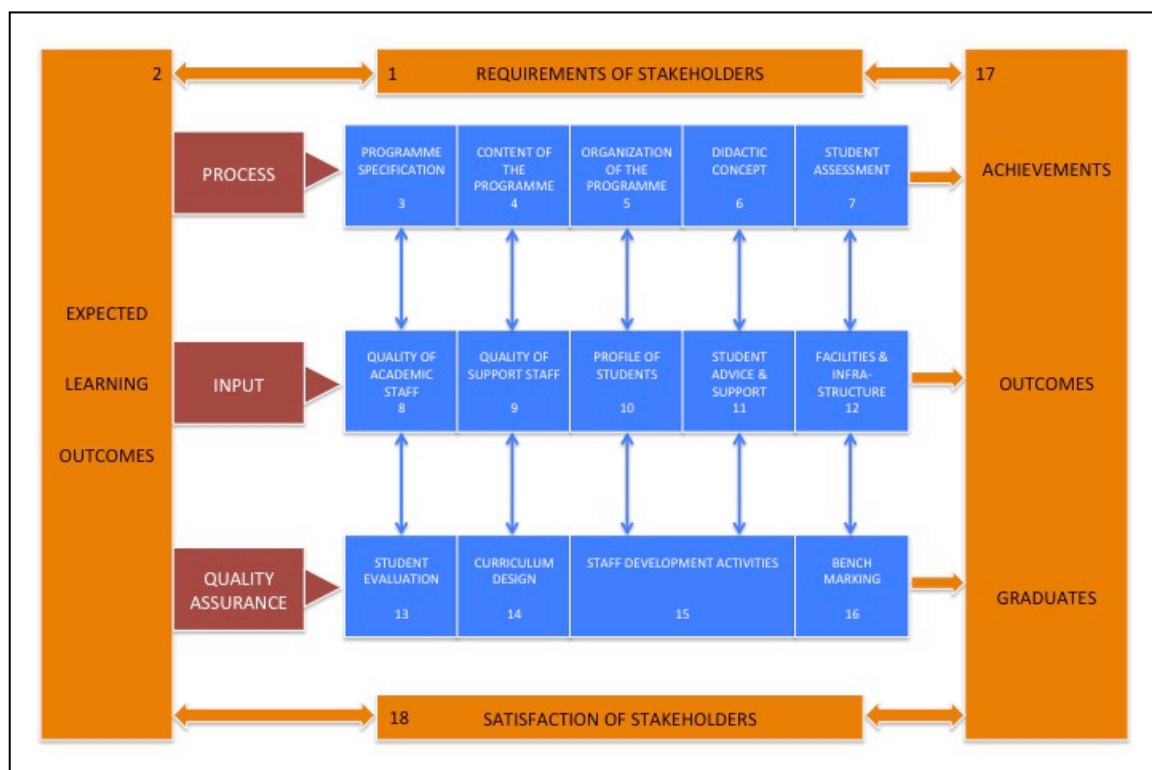 2
1 REQUIREMENTS OF STAKEHOLDERS
17
PROCESS
PROGRAMME
SPECIFICATION
3
CONTENT OF
THE
PROGRAMME
4
ORGANIZATION
OF THE
PROGRAMME
5
DIDACTIC
CONCEPT
6
STUDENT
ASSESSMENT
7
ACHIEVEMENTS
EXPECTED
LEARNING
OUTCOMES
INPUT
QUALITY OF
ACADEMIC
STAFF
8
QUALITY OF
SUPPORT STAFF
9
PROFILE OF
STUDENTS
10
STUDENT
ADVICE &
SUPPORT
11
FACILITIES &
INFRA-
STRUCTURE
12
OUTCOMES
QUALITY
ASSURANCE
STUDENT
EVALUATION
13
CURRICULUM
DESIGN
14
STAFF DEVELOPMENT ACTIVITIES
15
BENCH
MARKING
16
GRADUATES
18 SATISFACTION OF STAKEHOLDERS